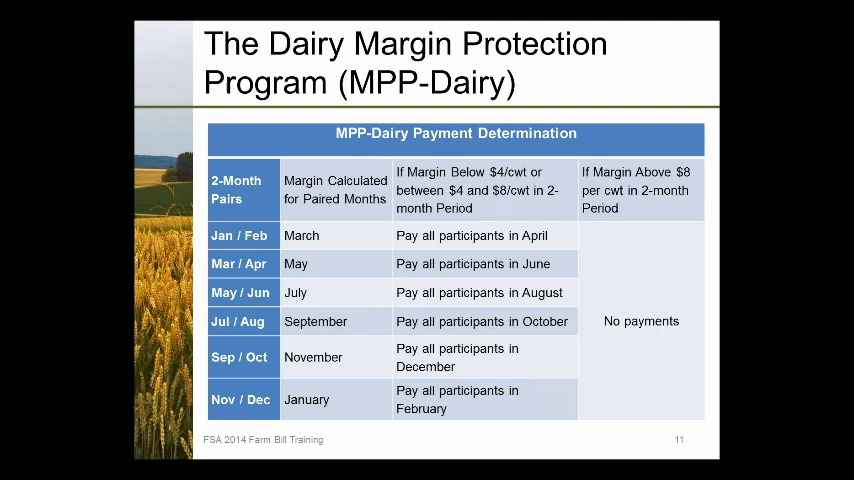 The Dairy Margin Protection
Program (MPP-Dairy)
MPP-Dairy Payment Determination
2-Month
Pairs
Margin Calculated
for Paired Months
If Margin Below $4/cwt or
between $4 and $8/cwt in 2-
month Period
If Margin Above $8
per cwt in 2-month
Period
Jan / Feb
March
Pay all participants in April
Mar / Apr
May
Pay all participants in June
May / Jun
July
Pay all participants in August
Jul / Aug
September
Pay all participants in October
No payments
Sep / Oct
November
Pay all participants in
December
Nov / Dec
January
Pay all participants in
February
FSA 2014 Farm Bill Training
11